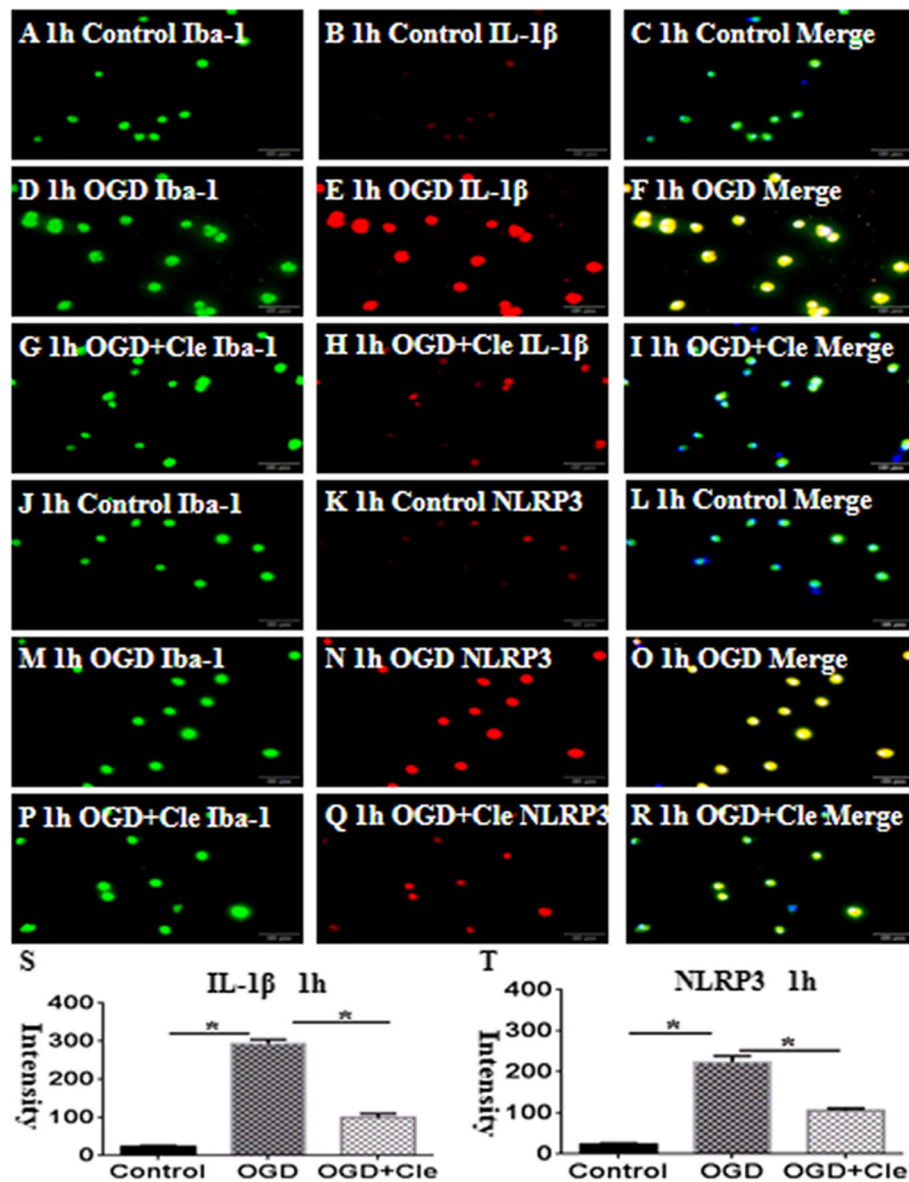 A 1h Control Iba-1
B 1h Control IL-1β
C 1h Control Merge
D 1h OGD Iba-1
E 1h OGD IL-1β
F 1h OGD Merge
G 1h OGD+Cle Iba-1
H 1h OGD+Cle IL-1β
I 1h OGD+Cle Merge
J 1h Control Iba-1
K 1h Control NLRP3
L 1h Control Merge
M 1h OGD Iba-1
N 1h OGD NLRP3
O 1h OGD Merge
P 1h OGD+Cle Iba-1
Q 1h OGD+Cle NLRP3
R 1h OGD+Cle Merge
S
IL-1β 1h
Intensity
400
300
200
100
0
*
*
Control
OGD
OGD+Cle
T
NLRP3 1h
Intensity
400
300
200
100
0
*
*
Control
OGD
OGD+Cle